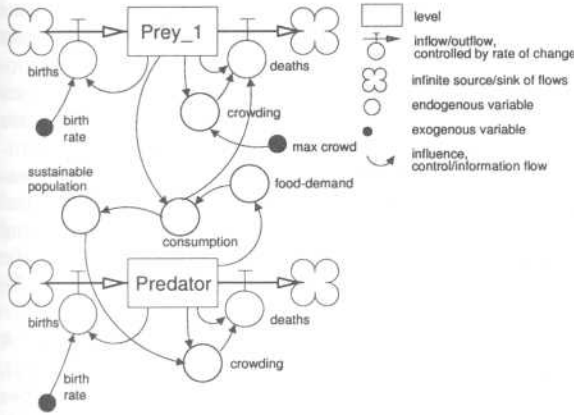 Prey_1
births
deaths
crowding
birth
rate
max crowd
sustainable
population
food-demand
consumption
Predator
births
deaths
crowding
birth
rate
level
inflow/outflow,
controlled by rate of change
infinite source/sink of flows
endogenous variable
exogenous variable
influence,
control/information flow